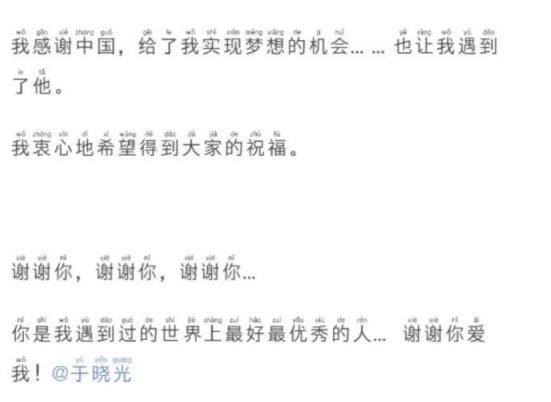 wǒ gǎn xiè zhōng guó gěi le wǒ shí xiàn mèng xiǎng de jī huì yě ràng wǒ yù dào
我感谢中国，给了我实现梦想的机会... ... 也让我遇到
le tā
了他。
wǒ zhōng xīn dì xī wàng dé dào dà jiā de zhù fú
我衷心地希望得到大家的祝福。
xiè xiè nǐ xiè xiè nǐ xiè xiè nǐ
谢谢你，谢谢你，谢谢你...
nǐ shì wǒ yù dào guò de shì jiè shàng zuì hǎo zuì yōu xiù de rén xiè xiè nǐ ài
你是我遇到过的世界上最好最优秀的人... 谢谢你爱
wǒ yú xiǎo guāng
我！@于晓光